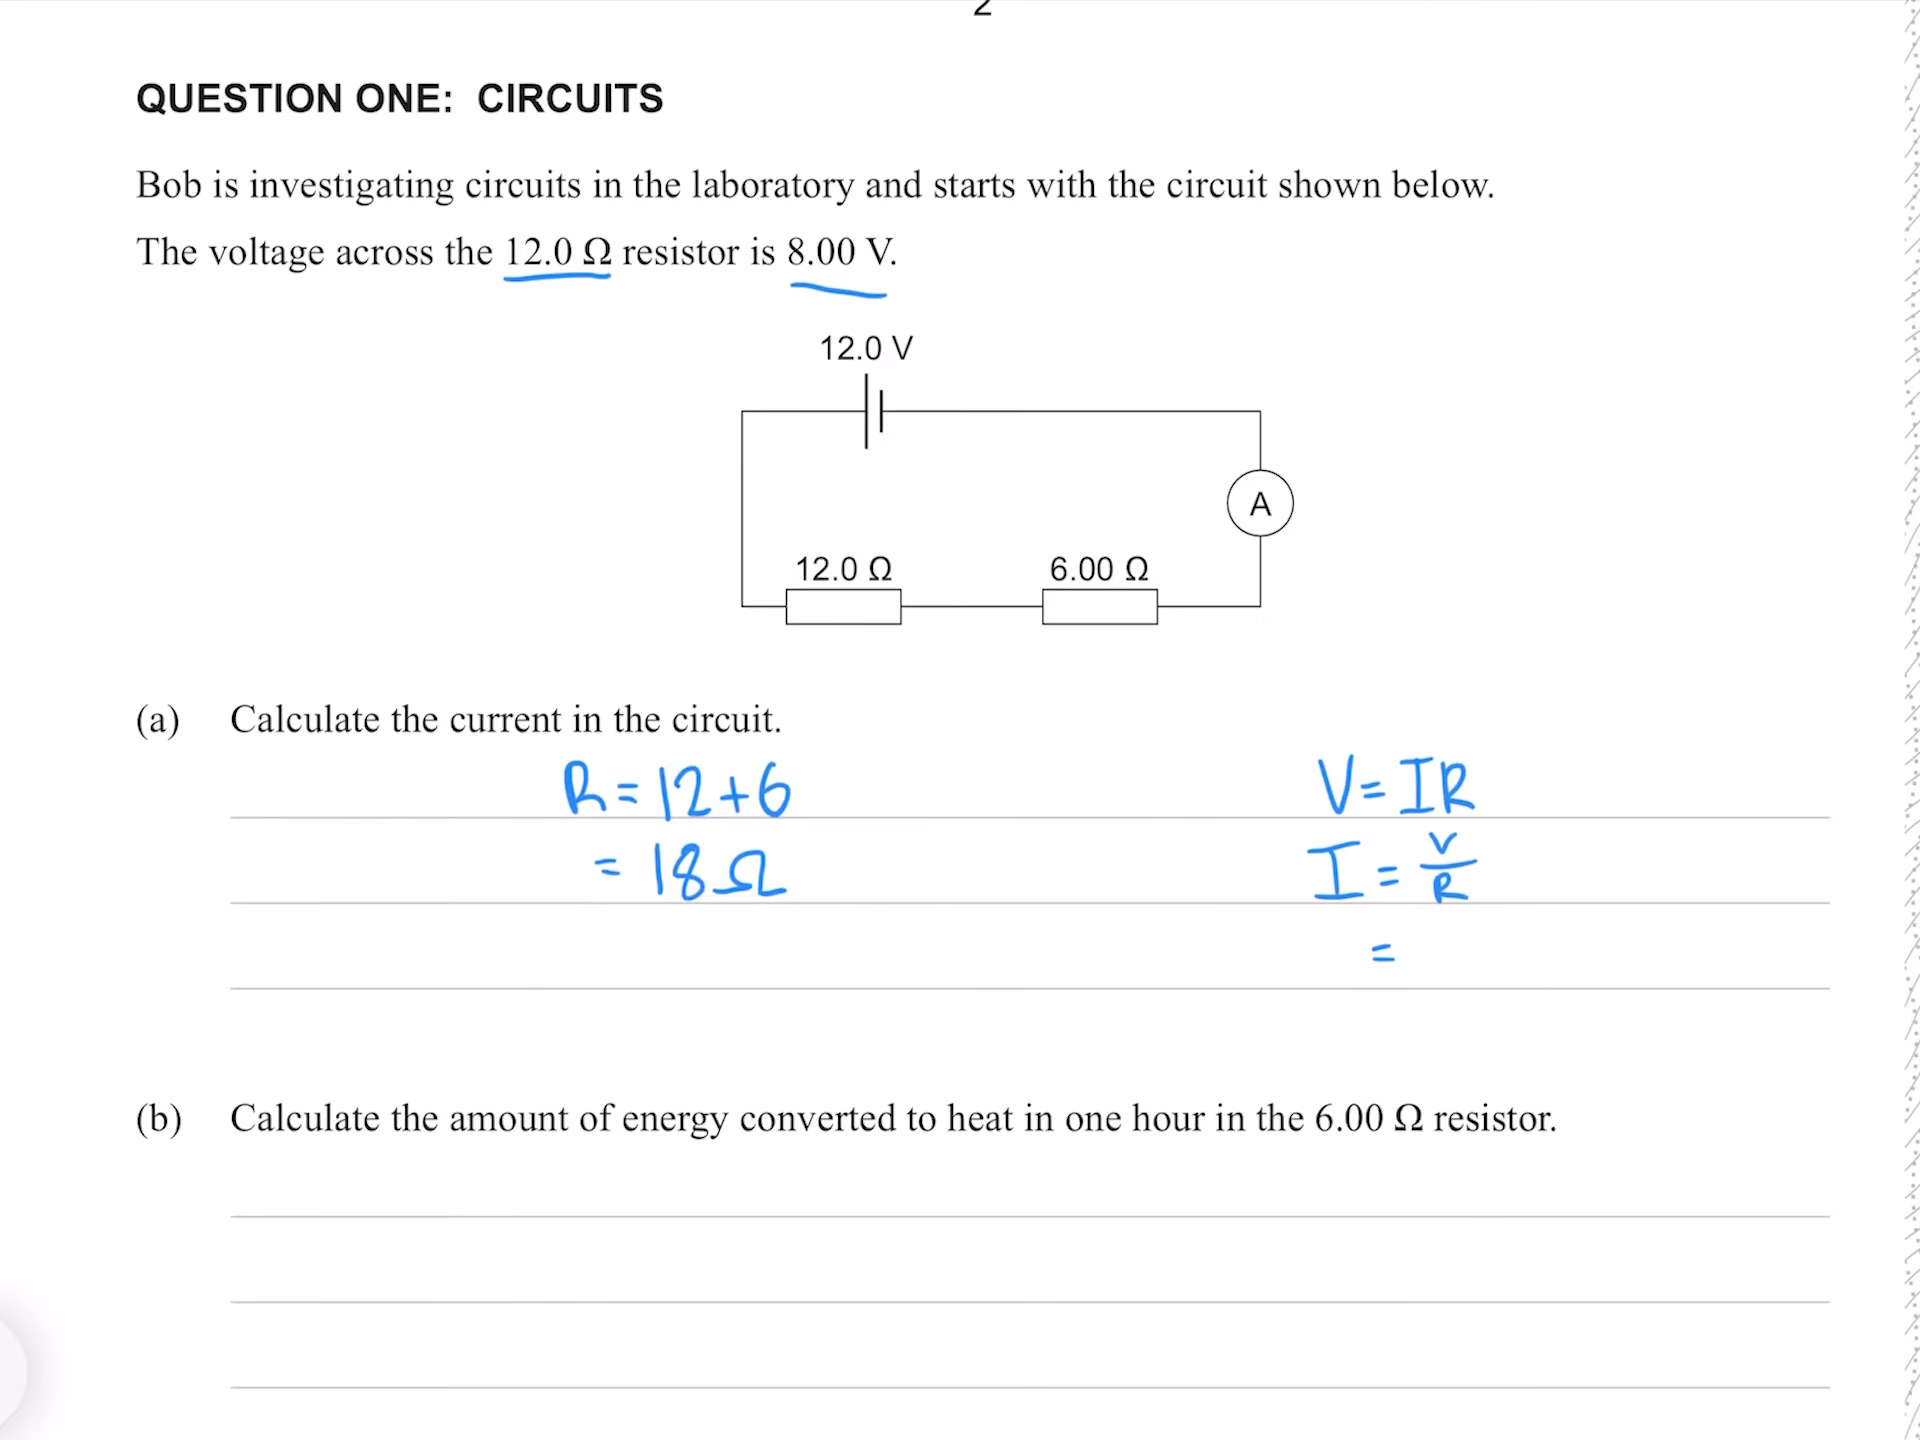 2
QUESTION ONE: CIRCUITS
Bob is investigating circuits in the laboratory and starts with the circuit shown below.
The voltage across the 12.0 Ω resistor is 8.00 V.
12.0 V
A
12.0 Ω 6.00 Ω
(a) Calculate the current in the circuit.
R = 12 + 6 V = IR
= 18 Ω I = V/R
=
(b) Calculate the amount of energy converted to heat in one hour in the 6.00 Ω resistor.